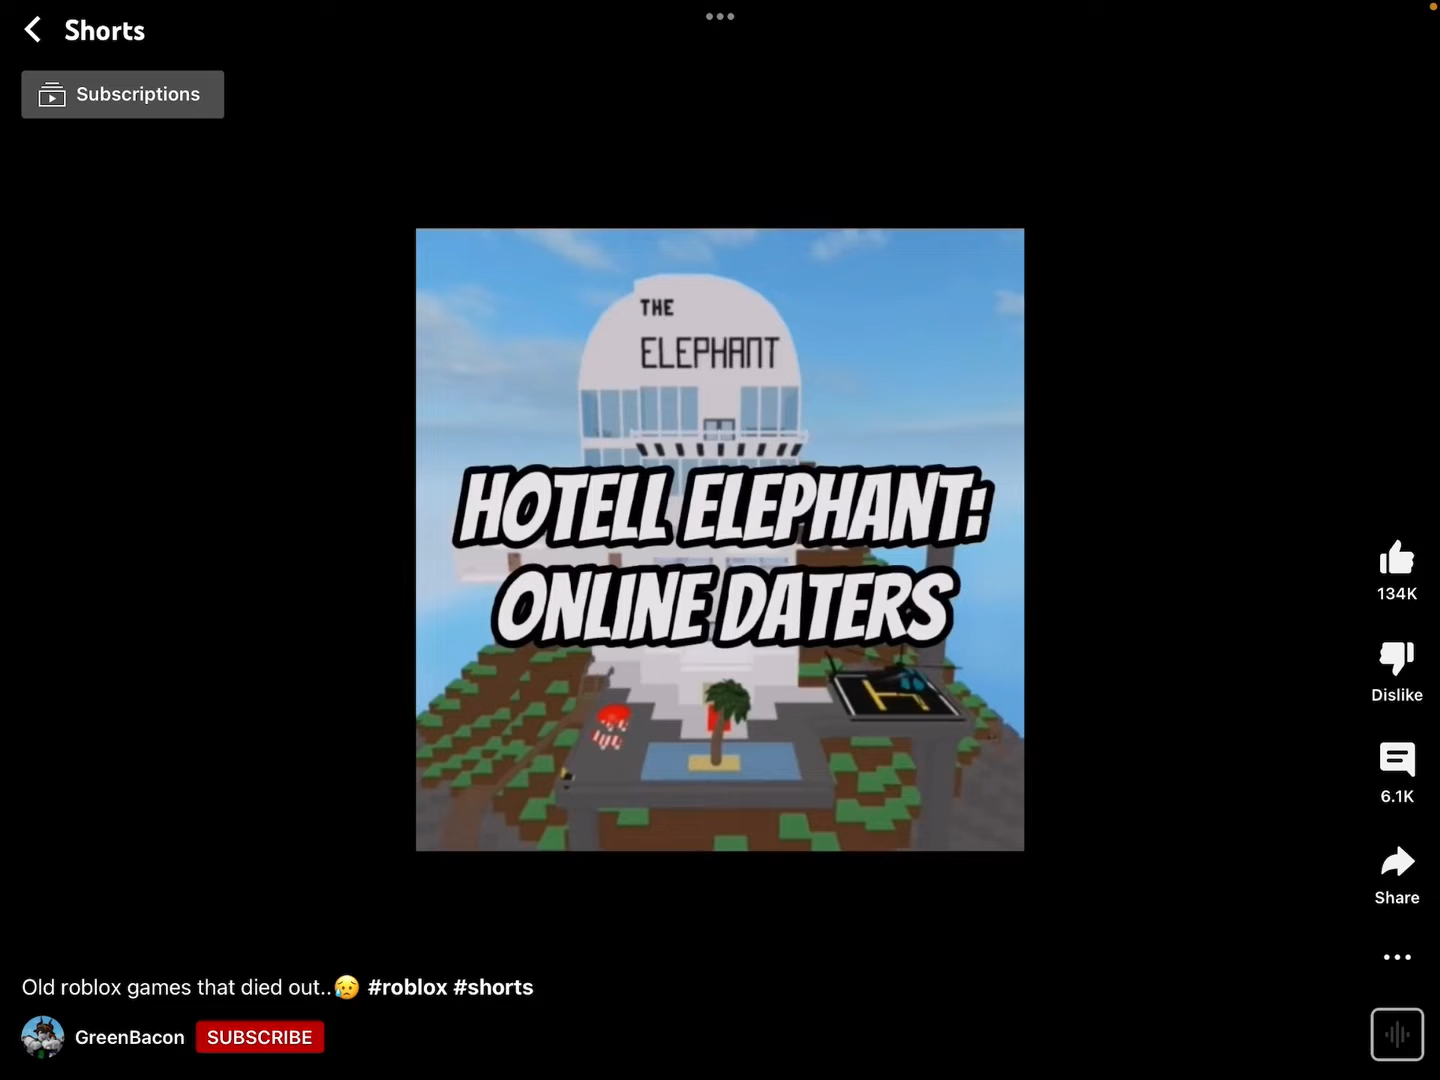 Shorts
Subscriptions
THE
ELEPHANT
HOTELL ELEPHANT:
ONLINE DATERS
134K
Dislike
6.1K
Share
Old roblox games that died out..😥 #roblox #shorts
GreenBacon SUBSCRIBE